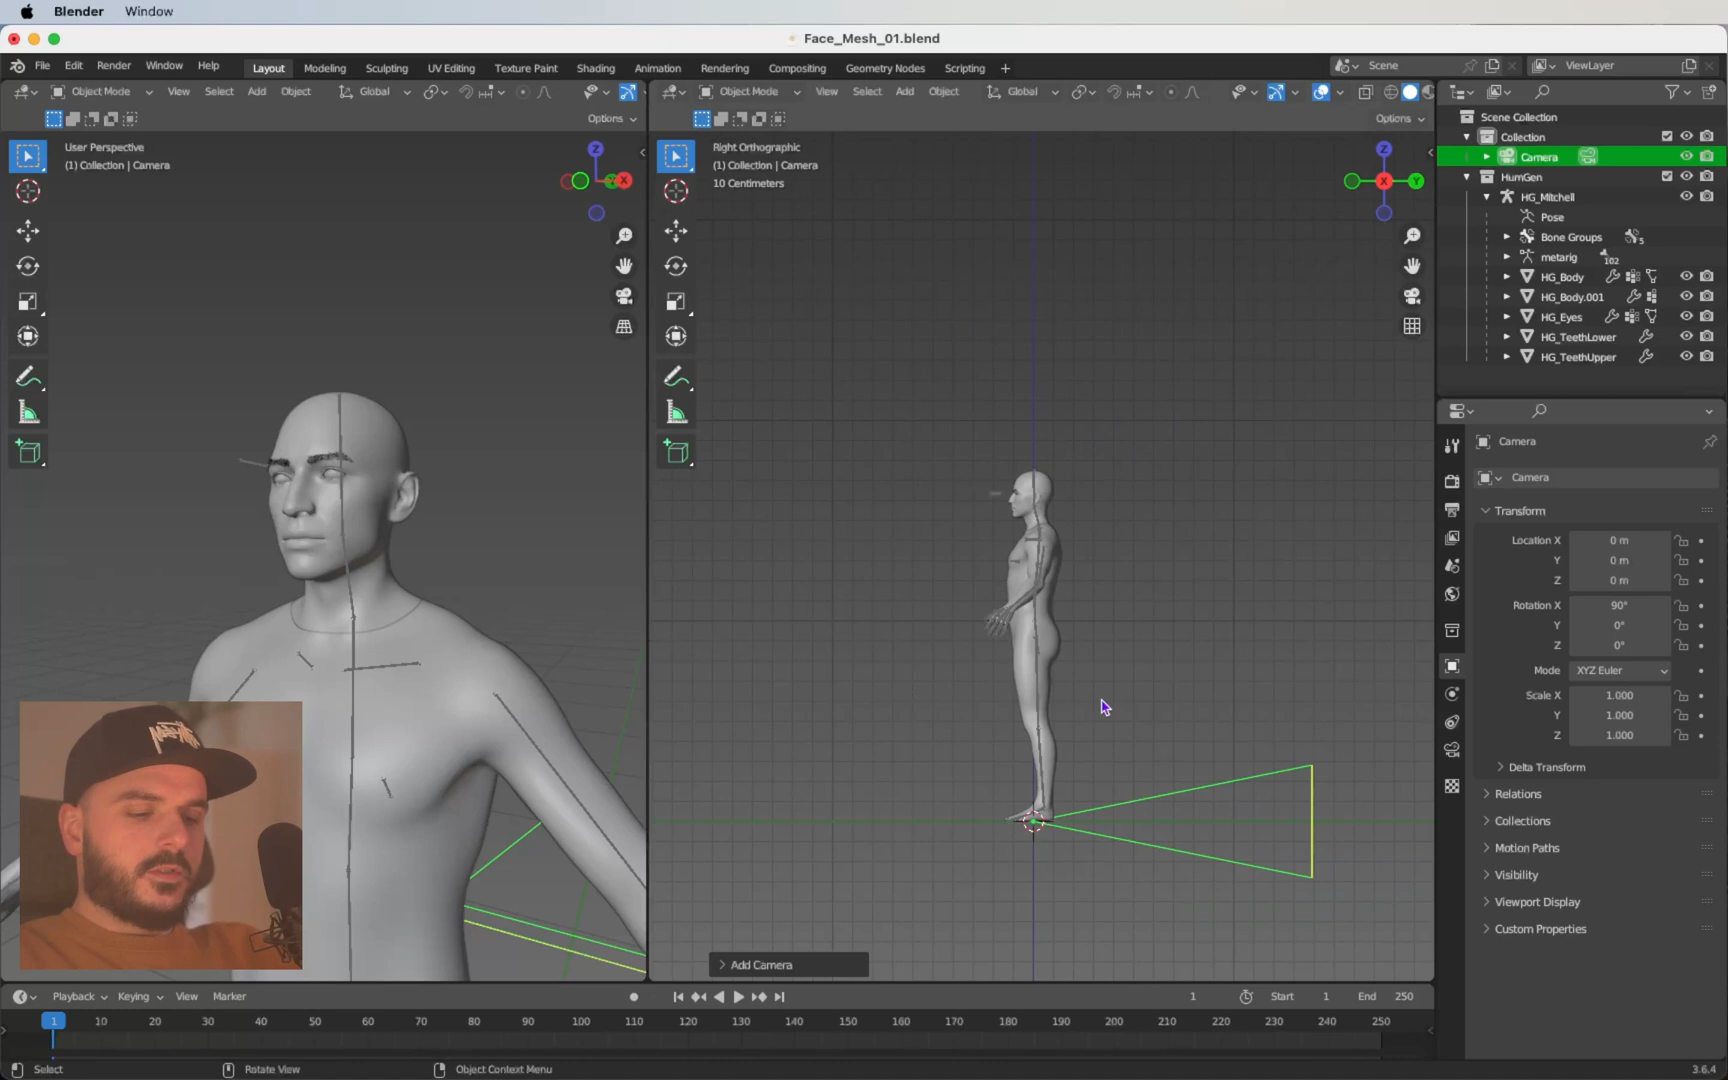 Blender Window
Face_Mesh_01.blend
File Edit Render Window Help
Layout Modeling Sculpting UV Editing Texture Paint Shading Animation Rendering Compositing Geometry Nodes Scripting +
Scene
ViewLayer
Object Mode View Select Add Object Global
Options
User Perspective
(1) Collection | Camera
Z
X
Object Mode View Select Add Object Global
Options
Right Orthographic
(1) Collection | Camera
10 Centimeters
Z
X
Y
Add Camera
Scene Collection
Collection
Camera
HumGen
HG_Mitchell
Pose
Bone Groups 5
metarig 102
HG_Body
HG_Body.001
HG_Eyes
HG_TeethLower
HG_TeethUpper
Camera
Camera
Transform
Location X 0 m
Y 0 m
Z 0 m
Rotation X 90°
Y 0°
Z 0°
Mode XYZ Euler
Scale X 1.000
Y 1.000
Z 1.000
Delta Transform
Relations
Collections
Motion Paths
Visibility
Viewport Display
Custom Properties
Playback Keying View Marker
1 Start 1 End 250
1 10 20 30 40 50 60 70 80 90 100 110 120 130 140 150 160 170 180 190 200 210 220 230 240 250
Select Rotate View Object Context Menu
3.6.4